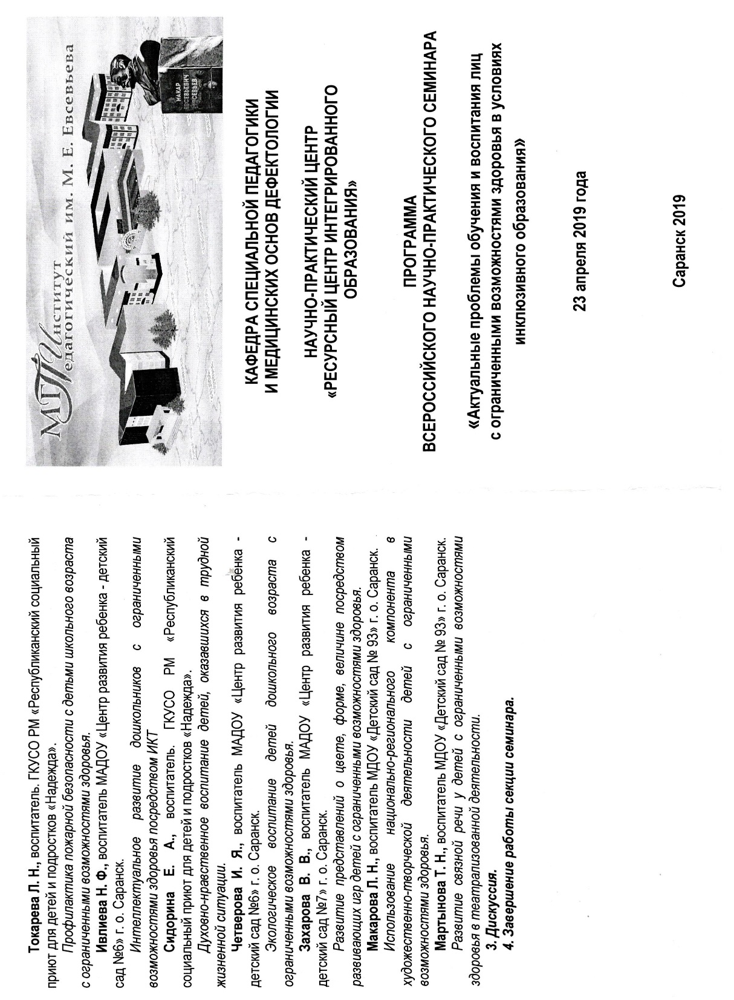 Токарева Л. Н., воспитатель. ГКУСО РМ «Республиканский социальный
приют для детей и подростков «Надежда».
Профилактика пожарной безопасности с детьми школьного возраста
с ограниченными возможностями здоровья.
Ивлиева Н. Ф., воспитатель МАДОУ «Центр развития ребенка - детский
сад №6» г. о. Саранск.
Интеллектуальное развитие дошкольников с ограниченными
возможностями здоровья посредством ИКТ
Сидорина Е. А., воспитатель. ГКУСО РМ «Республиканский
социальный приют для детей и подростков «Надежда».
Духовно-нравственное воспитание детей, оказавшихся в трудной
жизненной ситуации.
Четверова И. Я., воспитатель МАДОУ «Центр развития ребенка -
детский сад №6» г. о. Саранск.
Экологическое воспитание детей дошкольного возраста с
ограниченными возможностями здоровья.
Захарова В. В., воспитатель МАДОУ «Центр развития ребенка -
детский сад №7» г. о. Саранск.
Развитие представлений о цвете, форме, величине посредством
развивающих игр детей с ограниченными возможностями здоровья.
Макарова Л. Н., воспитатель МДОУ «Детский сад № 93» г. о. Саранск.
Использование национально-регионального компонента в
художественно-творческой деятельности детей с ограниченными
возможностями здоровья.
Мартынова Т. Н., воспитатель МДОУ «Детский сад № 93» г. о. Саранск.
Развитие связной речи у детей с ограниченными возможностями
здоровья в театрализованной деятельности.
3. Дискуссия.
4. Завершение работы секции семинара.
МГПИ
нститут
едагогический им. М. Е. Евсевьева
МАКАР
ЕВСЕВЬЕВИЧ
ЕВСЕВЬЕВ
КАФЕДРА СПЕЦИАЛЬНОЙ ПЕДАГОГИКИ
И МЕДИЦИНСКИХ ОСНОВ ДЕФЕКТОЛОГИИ
НАУЧНО-ПРАКТИЧЕСКИЙ ЦЕНТР
«РЕСУРСНЫЙ ЦЕНТР ИНТЕГРИРОВАННОГО
ОБРАЗОВАНИЯ»
ПРОГРАММА
ВСЕРОССИЙСКОГО НАУЧНО-ПРАКТИЧЕСКОГО СЕМИНАРА
«Актуальные проблемы обучения и воспитания лиц
с ограниченными возможностями здоровья в условиях
инклюзивного образования»
23 апреля 2019 года
Саранск 2019